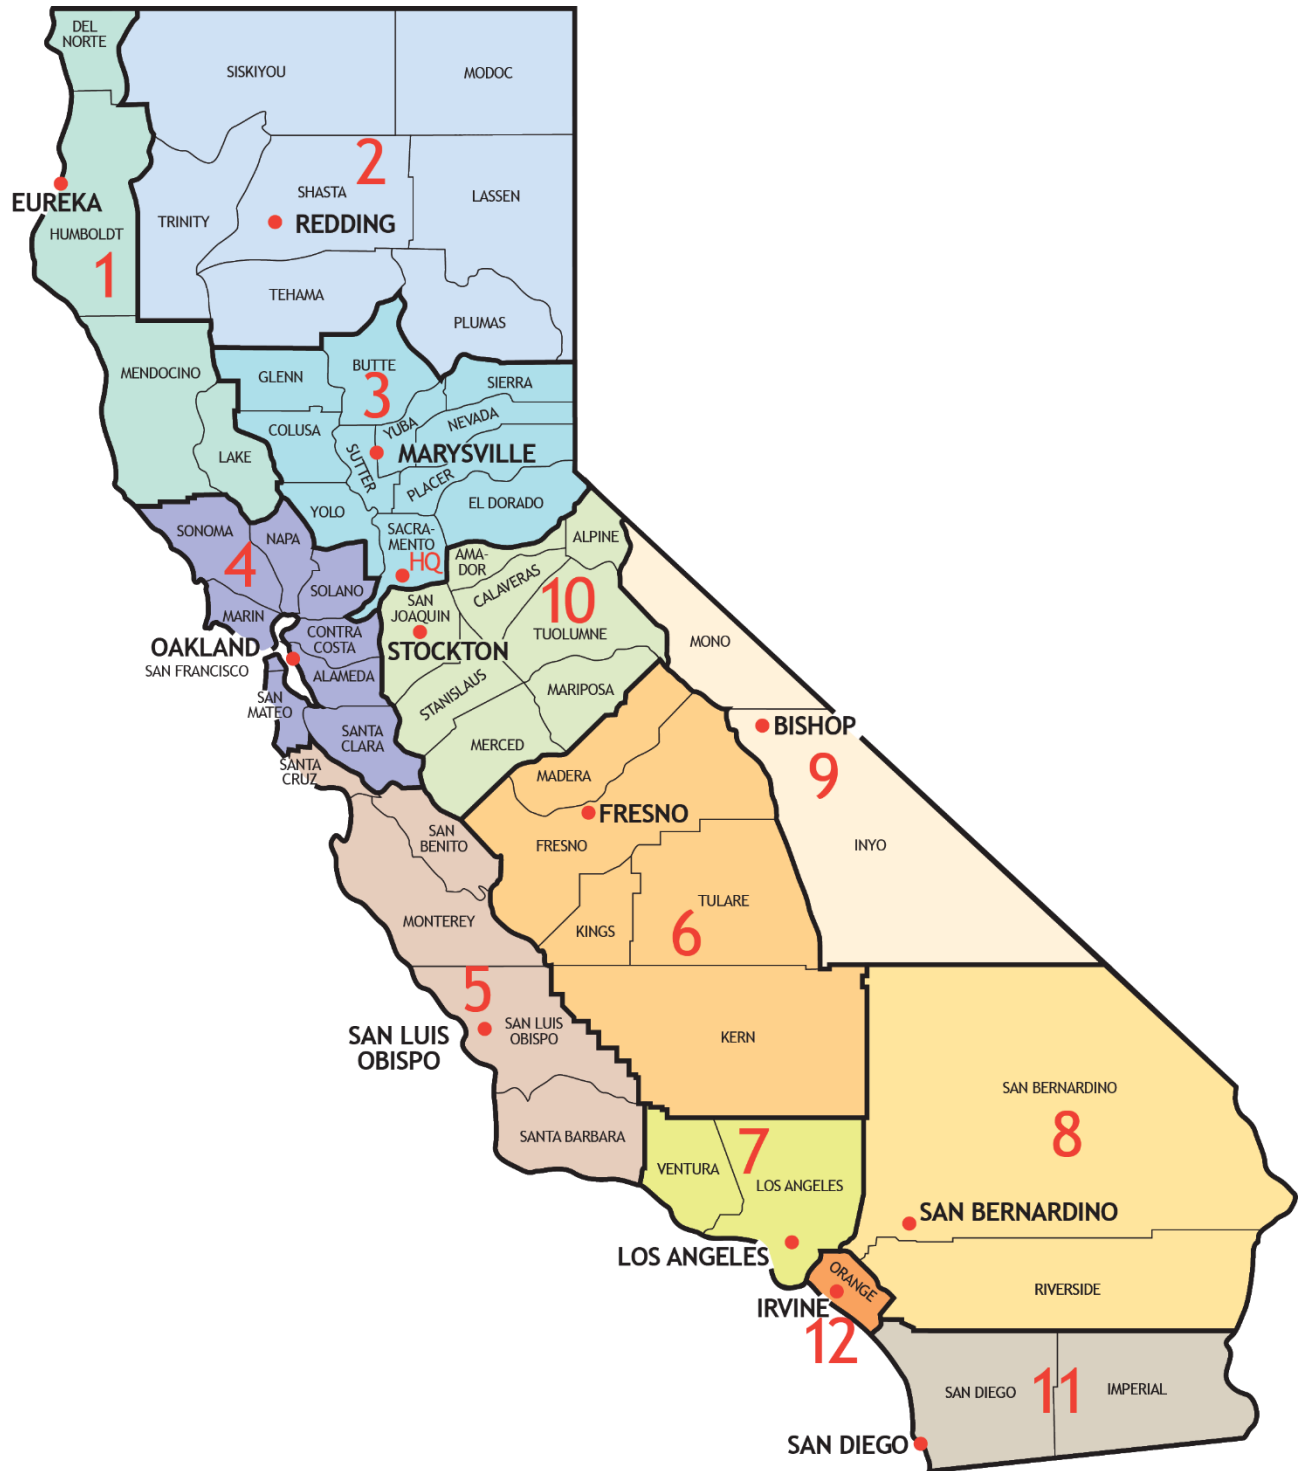 DEL
NORTE
SISKIYOU
MODOC
2
SHASTA
LASSEN
EUREKA
TRINITY
REDDING
HUMBOLDT
1
TEHAMA
PLUMAS
MENDOCINO
GLENN
BUTTE
SIERRA
3
COLUSA
YUBA
NEVADA
LAKE
SUTTER
MARYSVILLE
PLACER
YOLO
EL DORADO
SONOMA
NAPA
SACRA-
MENTO
HQ
ALPINE
AMA-
DOR
4
SOLANO
CALAVERAS
10
MARIN
SAN
JOAQUIN
CONTRA
COSTA
TUOLUMNE
MONO
OAKLAND
STOCKTON
SAN FRANCISCO
ALAMEDA
STANISLAUS
MARIPOSA
SAN
MATEO
SANTA
CLARA
MERCED
BISHOP
SANTA
CRUZ
MADERA
9
FRESNO
SAN
BENITO
FRESNO
INYO
TULARE
MONTEREY
KINGS
6
5
SAN LUIS
OBISPO
SAN LUIS
OBISPO
KERN
SAN BERNARDINO
SANTA BARBARA
8
7
VENTURA
LOS ANGELES
SAN BERNARDINO
LOS ANGELES
ORANGE
RIVERSIDE
IRVINE
12
SAN DIEGO
11
IMPERIAL
SAN DIEGO